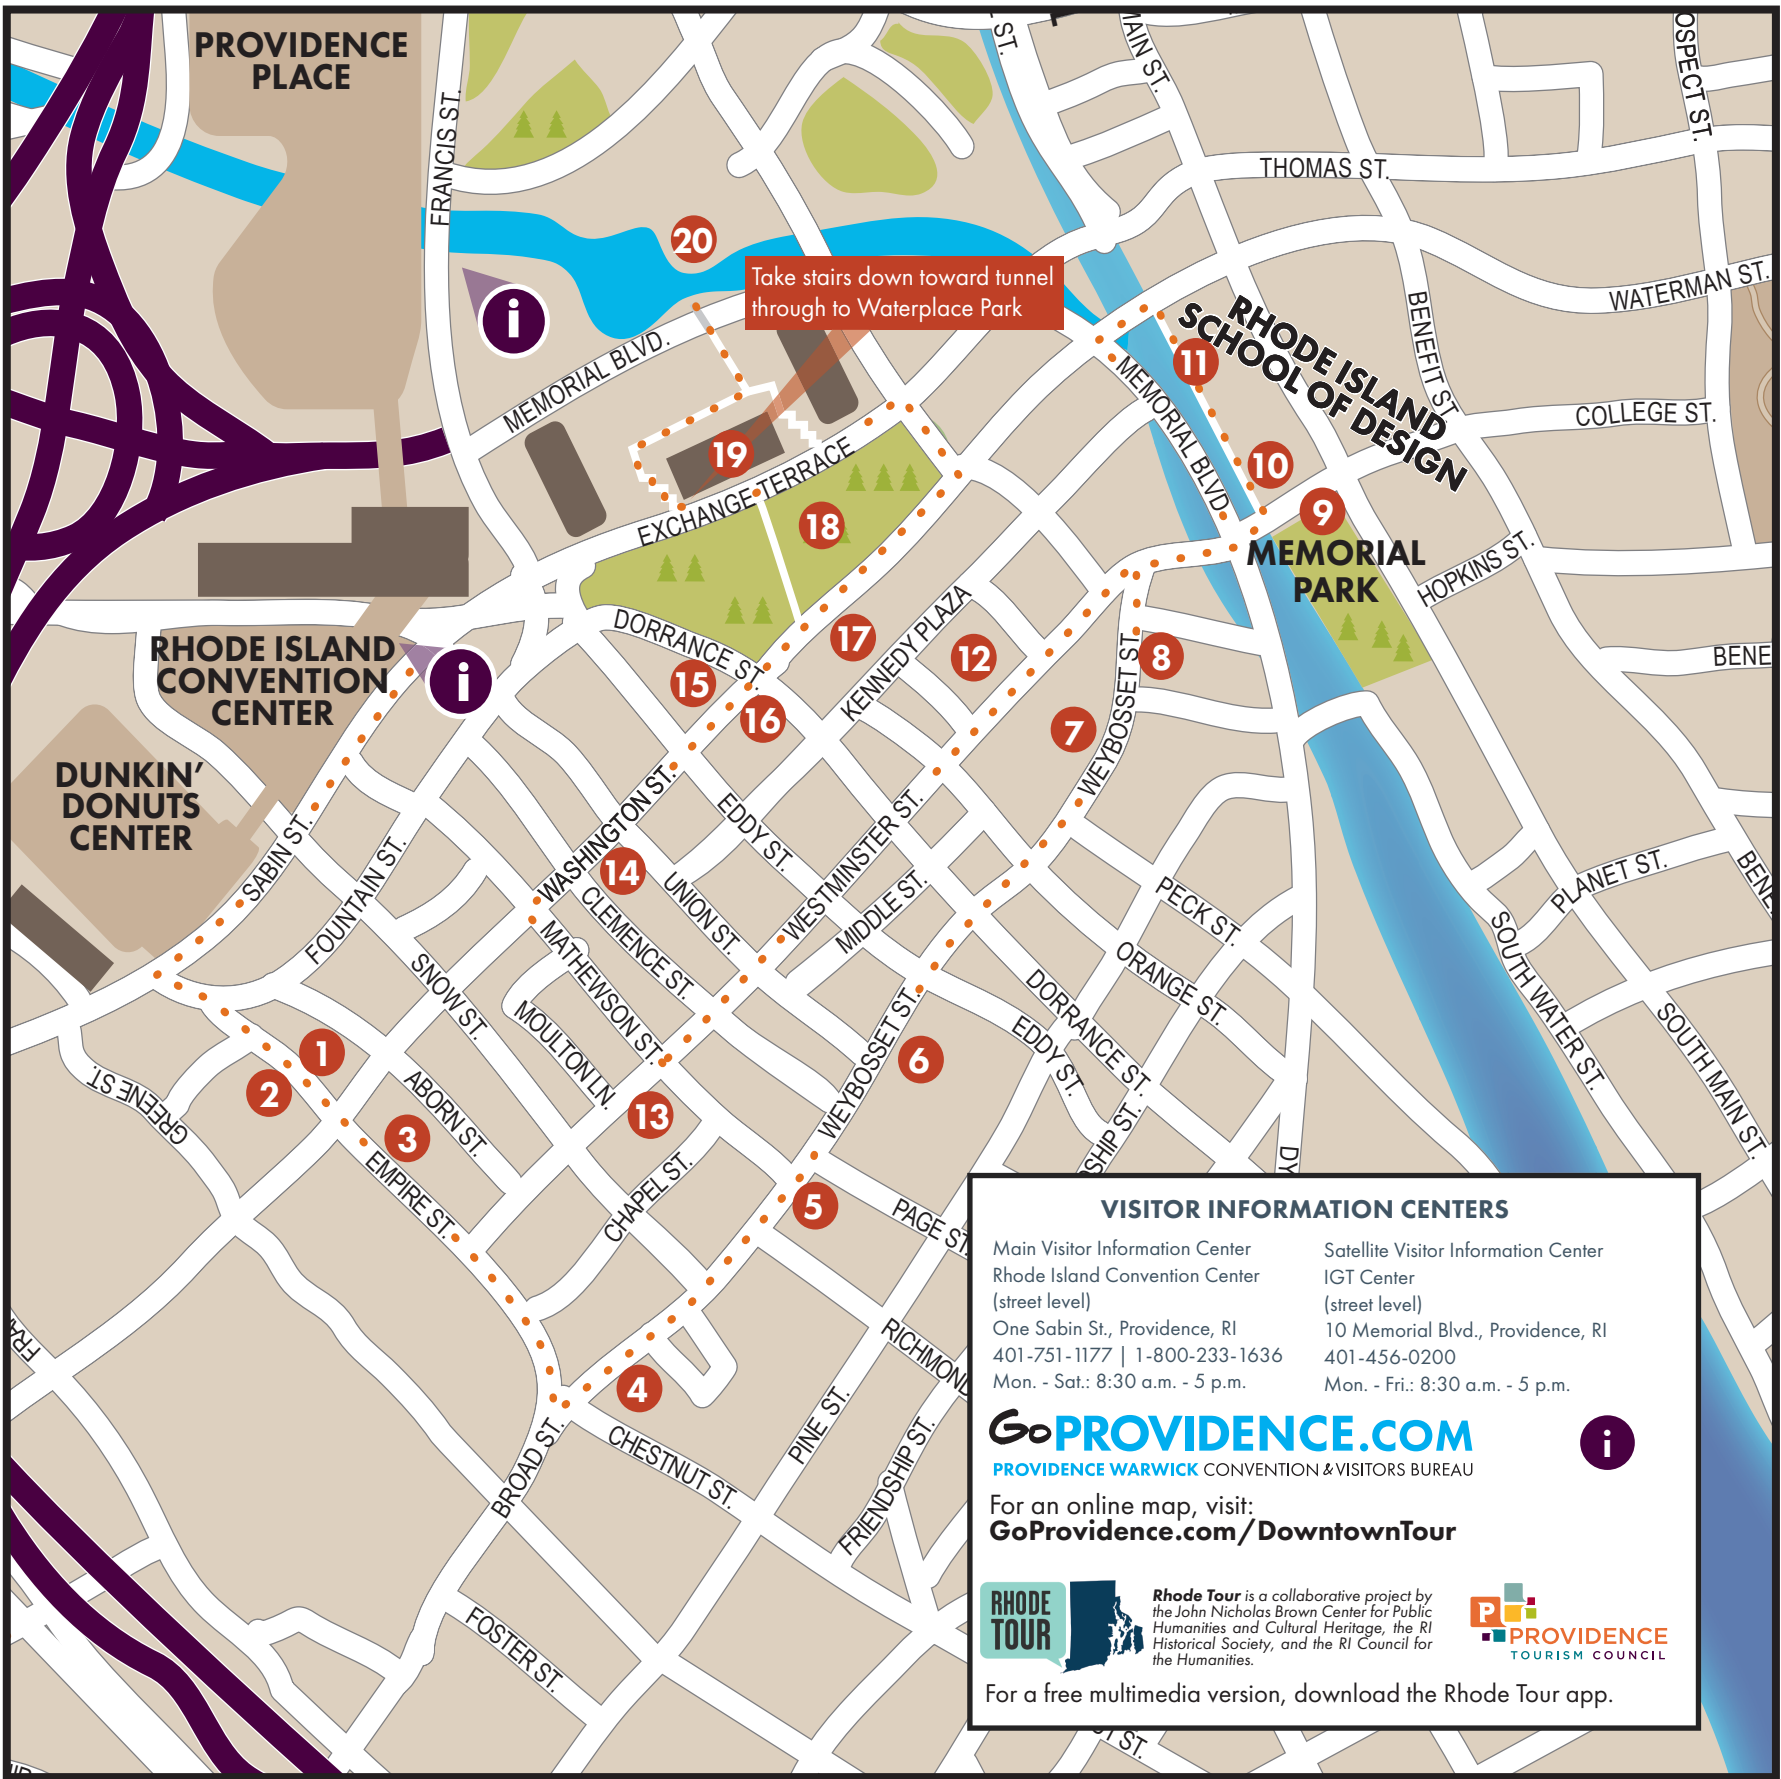 PROVIDENCE
PLACE
FRANCIS ST.
ST.
MAIN ST.
OSPECT ST.
THOMAS ST.
WATERMAN ST.
BENEFIT ST.
COLLEGE ST.
RHODE ISLAND
SCHOOL OF DESIGN
20
Take stairs down toward tunnel
through to Waterplace Park
i
MEMORIAL BLVD.
MEMORIAL BLVD.
11
10
9
MEMORIAL
PARK
HOPKINS ST.
BENE
19
EXCHANGE TERRACE
18
17
DORRANCE ST.
15
16
KENNEDY PLAZA
12
8
7
WEYBOSSET ST.
RHODE ISLAND
CONVENTION
CENTER
i
DUNKIN'
DONUTS
CENTER
SABIN ST.
FOUNTAIN ST.
WASHINGTON ST.
14
EDDY ST.
UNION ST.
CLEMENCE ST.
WESTMINSTER ST.
MIDDLE ST.
MATHEWSON ST.
SNOW ST.
MOULTON LN.
PECK ST.
ORANGE ST.
DORRANCE ST.
EDDY ST.
PLANET ST.
BENE
SOUTH WATER ST.
SOUTH MAIN ST.
DY
SHIP ST.
WEYBOSSET ST.
6
1
2
3
GREENE ST.
ABORN ST.
EMPIRE ST.
13
CHAPEL ST.
5
PAGE ST.
RICHMOND
4
CHESTNUT ST.
PINE ST.
FRIENDSHIP ST.
BROAD ST.
FOSTER ST.
FRA
ST.
VISITOR INFORMATION CENTERS
Main Visitor Information Center
Rhode Island Convention Center
(street level)
One Sabin St., Providence, RI
401-751-1177 | 1-800-233-1636
Mon. - Sat.: 8:30 a.m. - 5 p.m.
Satellite Visitor Information Center
IGT Center
(street level)
10 Memorial Blvd., Providence, RI
401-456-0200
Mon. - Fri.: 8:30 a.m. - 5 p.m.
GoPROVIDENCE.COM
PROVIDENCE WARWICK CONVENTION & VISITORS BUREAU
i
For an online map, visit:
GoProvidence.com/DowntownTour
RHODE
TOUR
Rhode Tour is a collaborative project by
the John Nicholas Brown Center for Public
Humanities and Cultural Heritage, the RI
Historical Society, and the RI Council for
the Humanities.
P
PROVIDENCE
TOURISM COUNCIL
For a free multimedia version, download the Rhode Tour app.